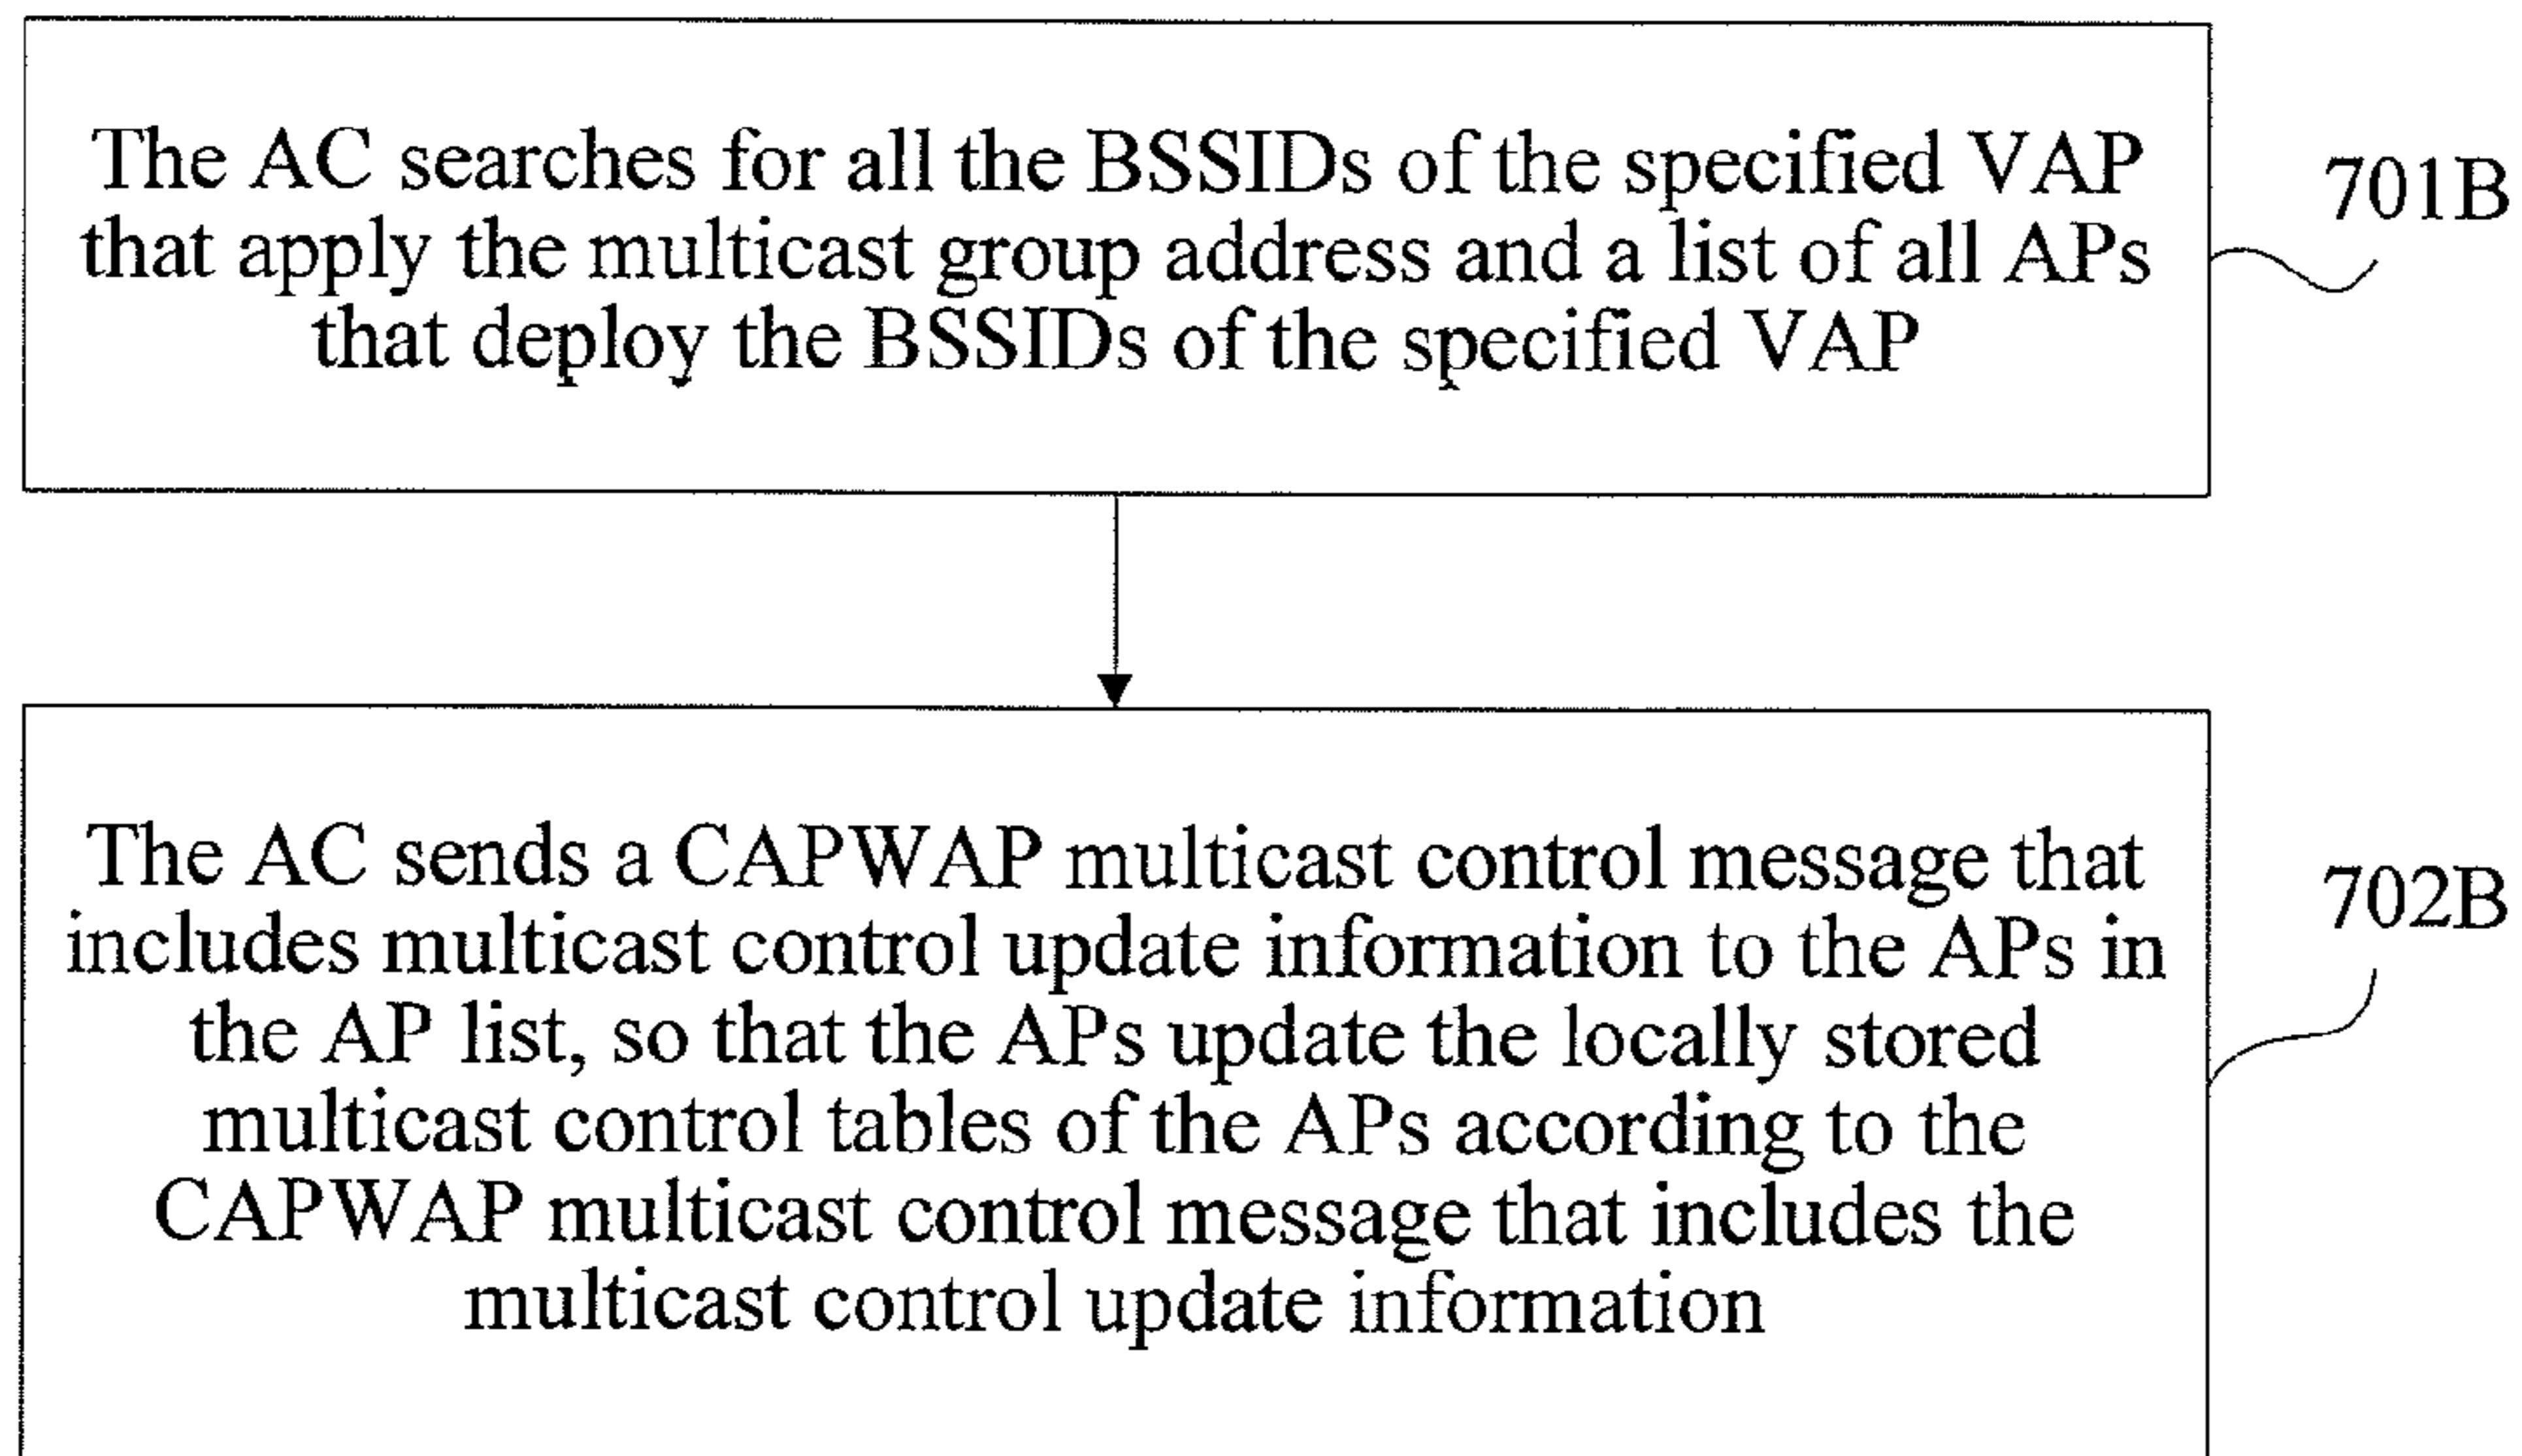 The AC searches for all the BSSIDs of the specified VAP
that apply the multicast group address and a list of all APs
that deploy the BSSIDs of the specified VAP
701B
The AC sends a CAPWAP multicast control message that
includes multicast control update information to the APs in
the AP list, so that the APs update the locally stored
multicast control tables of the APs according to the
CAPWAP multicast control message that includes the
multicast control update information
702B